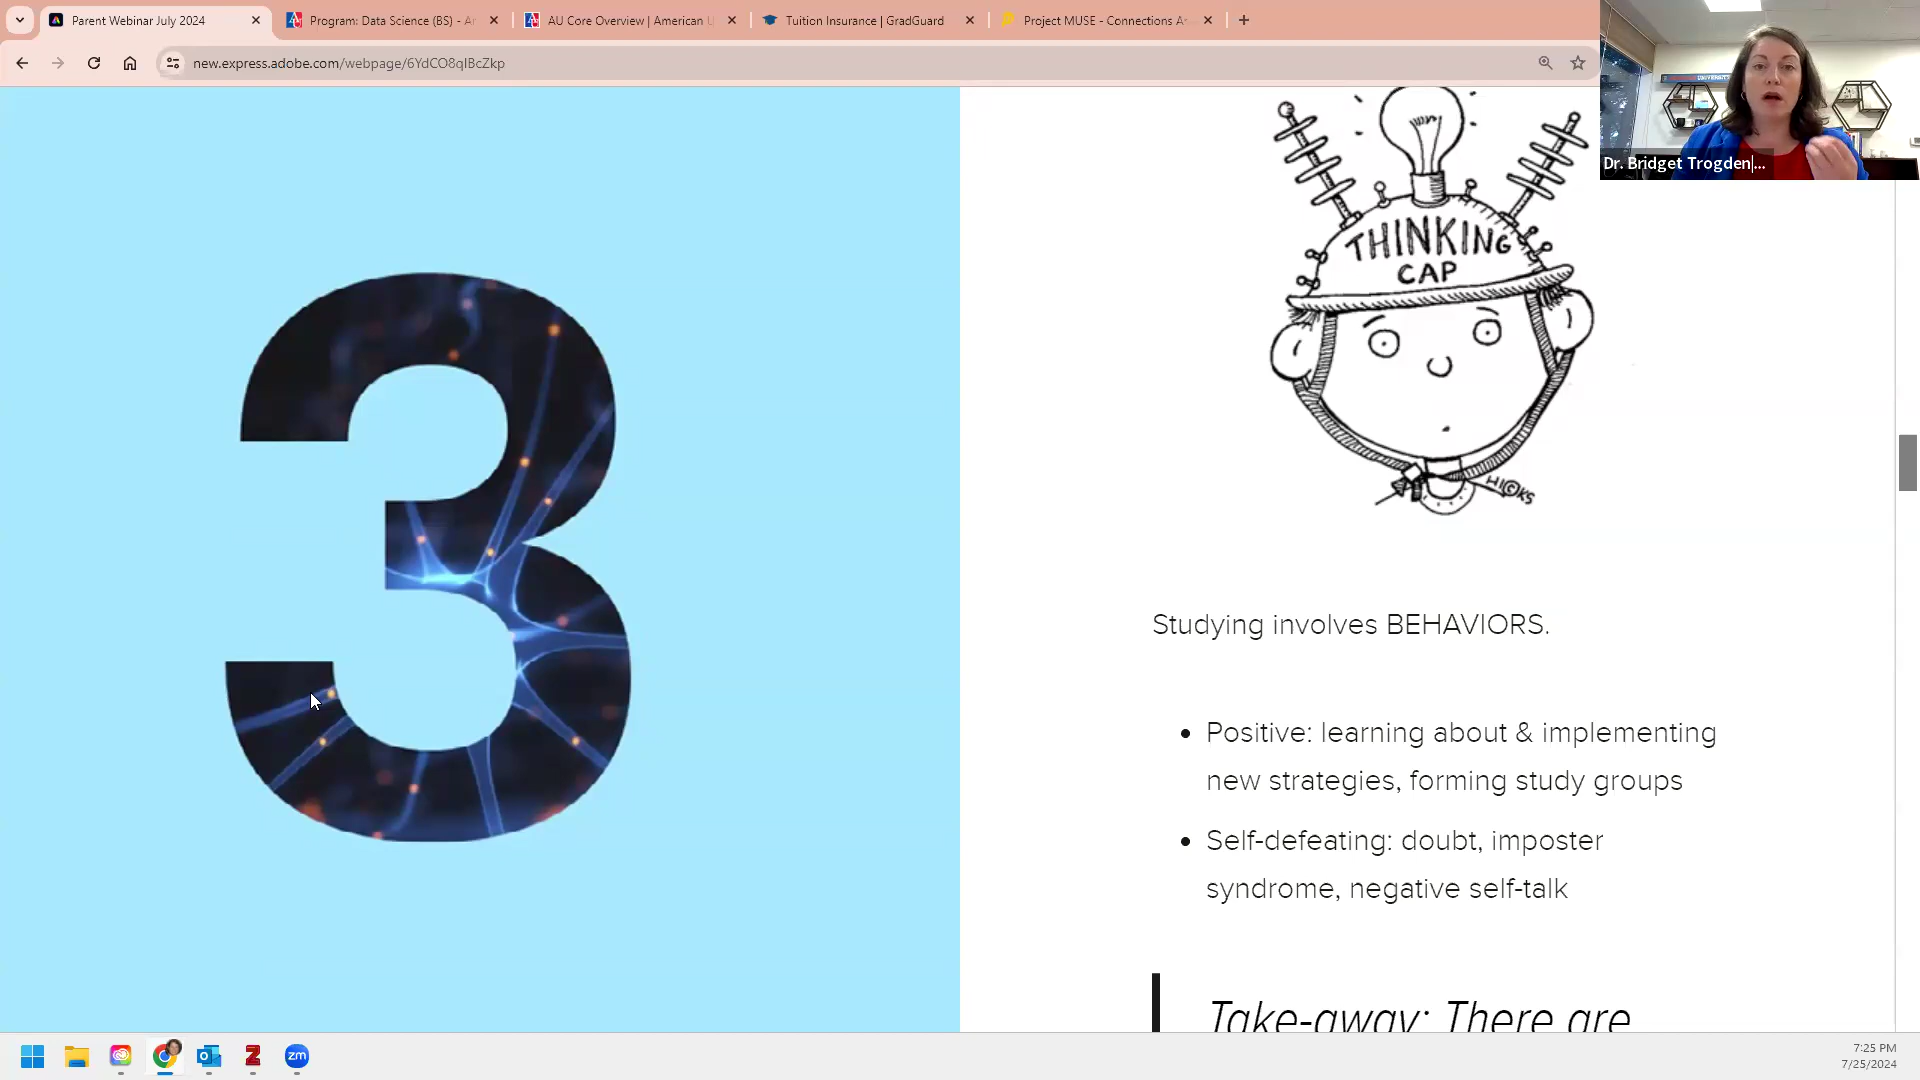 Parent Webinar July 2024
Program: Data Science (BS) - Ar
AU Core Overview | American U
Tuition Insurance | GradGuard
Project MUSE - Connections A
new.express.adobe.com/webpage/6YdCO8qIBcZkp
Dr. Bridget Trogden|...
THINKING
CAP
HICKS
3
Studying involves BEHAVIORS.
• Positive: learning about & implementing
new strategies, forming study groups
• Self-defeating: doubt, imposter
syndrome, negative self-talk
Take-away: There are
zm
7:25 PM
7/25/2024